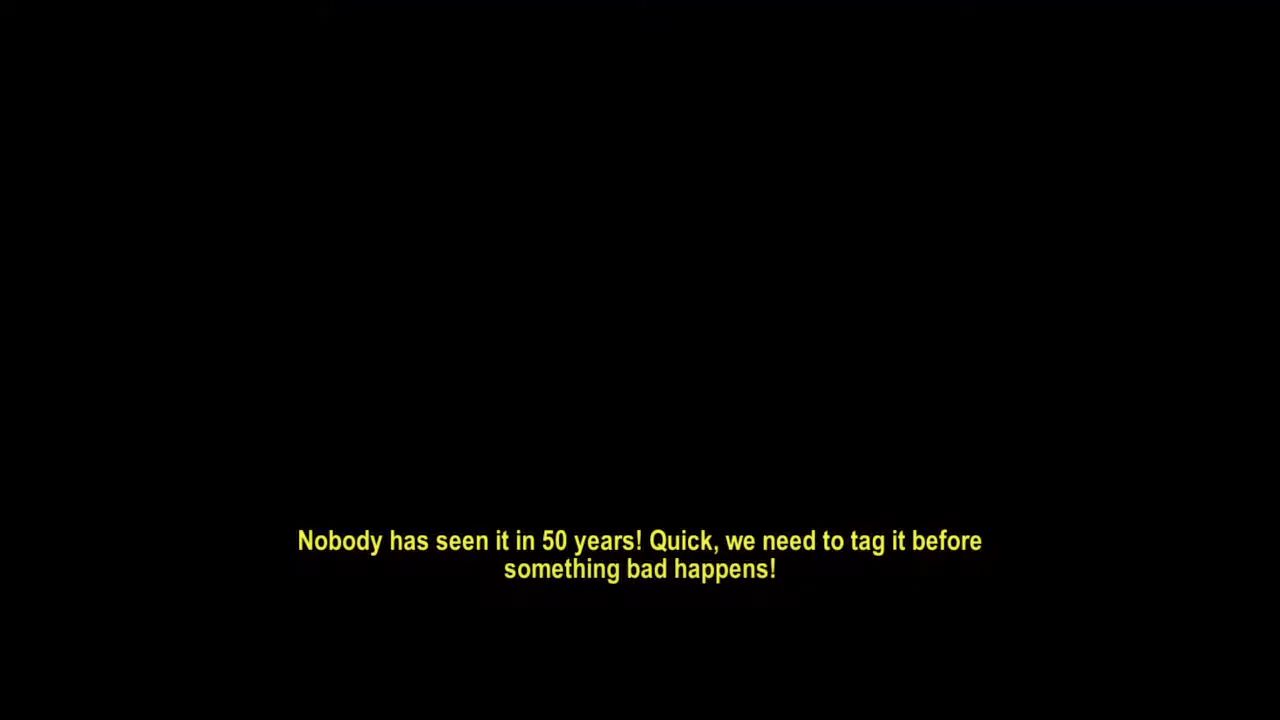 Nobody has seen it in 50 years! Quick, we need to tag it before
something bad happens!